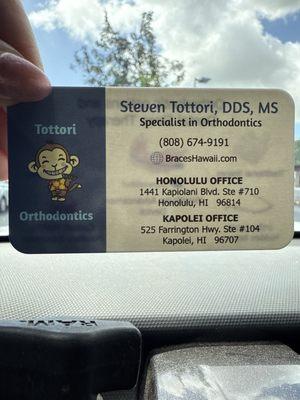 Steven Tottori, DDS, MS
Specialist in Orthodontics
(808) 674-9191
BracesHawaii.com
Tottori
Orthodontics
HONOLULU OFFICE
1441 Kapiolani Blvd. Ste #710
Honolulu, HI 96814
KAPOLEI OFFICE
525 Farrington Hwy. Ste #104
Kapolei, HI 96707